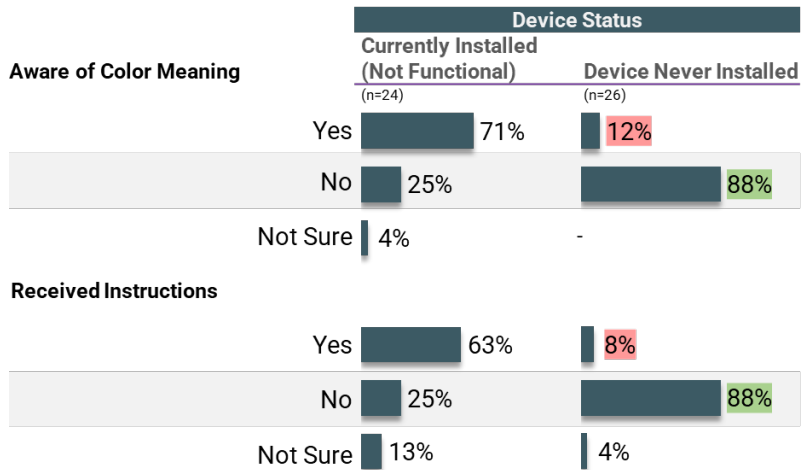 Device Status
Currently Installed
(Not Functional)
Device Never Installed
Aware of Color Meaning
(n=24)
(n=26)
Yes 71% 12%
No 25% 88%
Not Sure 4% -
Received Instructions
Yes 63% 8%
No 25% 88%
Not Sure 13% 4%